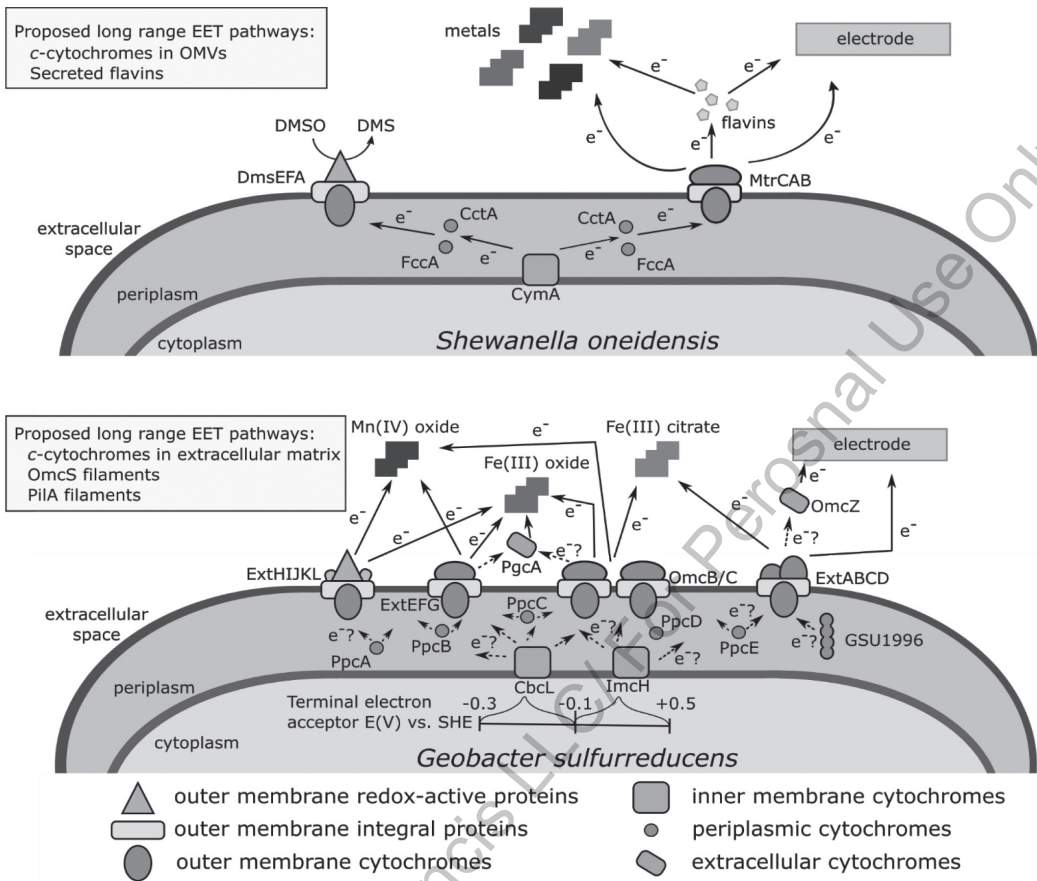 Proposed long range EET pathways:
c-cytochromes in OMVs
Secreted flavins
metals
electrode
e-
e-
flavins
e-
e-
e-
DMSO
DMS
DmsEFA
MtrCAB
extracellular
space
CctA
e-
FccA
e-
CctA
e-
FccA
e-
CymA
periplasm
cytoplasm
Shewanella oneidensis
Proposed long range EET pathways:
c-cytochromes in extracellular matrix
OmcS filaments
PilA filaments
Mn(IV) oxide
e-
Fe(III) citrate
electrode
Fe(III) oxide
e-
OmcZ
e-
e-
e-
e-
e-
e-
e-
e-
e-?
e-?
PgcA
ExtHIJKL
OmcB/C
ExtABCD
extracellular
space
ExtEFG
PpcC
PpcD
e-?
PpcA
e-?
PpcB
e-?
e-?
e-?
e-?
PpcE
e-?
GSU1996
e-?
periplasm
CbcL
ImcH
Terminal electron
acceptor E(V) vs. SHE
-0.3
-0.1
+0.5
cytoplasm
Geobacter sulfurreducens
outer membrane redox-active proteins
inner membrane cytochromes
outer membrane integral proteins
periplasmic cytochromes
outer membrane cytochromes
extracellular cytochromes
ncis LLC/ For Perosnal Use Onl